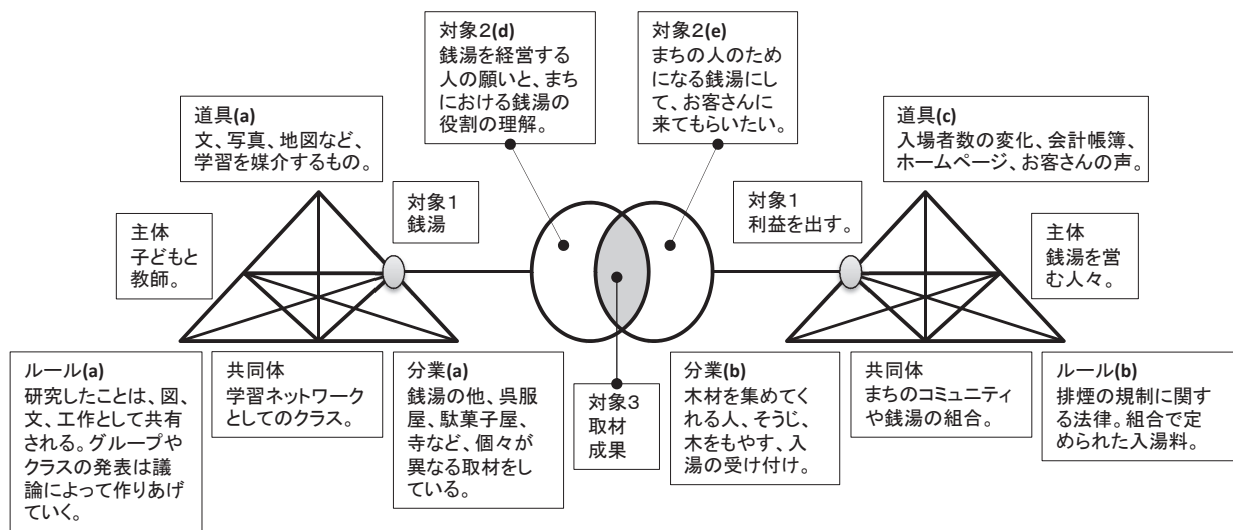 対象2(d)
銭湯を経営する
人の願いと、まち
における銭湯の
役割の理解。
対象2(e)
まちの人のため
になる銭湯にし
て、お客さんに
来てもらいたい。
道具(a)
文、写真、地図など、
学習を媒介するもの。
道具(c)
入場者数の変化、会計帳簿、
ホームページ、お客さんの声。
主体
子どもと
教師。
対象1
銭湯
対象1
利益を出す。
主体
銭湯を営
む人々。
ルール(a)
研究したことは、図、
文、工作として共有
される。グループや
クラスの発表は議
論によって作りあげ
ていく。
共同体
学習ネットワーク
としてのクラス。
分業(a)
銭湯の他、呉服
屋、駄菓子屋、
寺など、個々が
異なる取材をし
ている。
対象3
取材
成果
分業(b)
木材を集めてく
れる人、そうじ、
木をもやす、入
湯の受け付け。
共同体
まちのコミュニティ
や銭湯の組合。
ルール(b)
排煙の規制に関す
る法律。組合で定
められた入湯料。